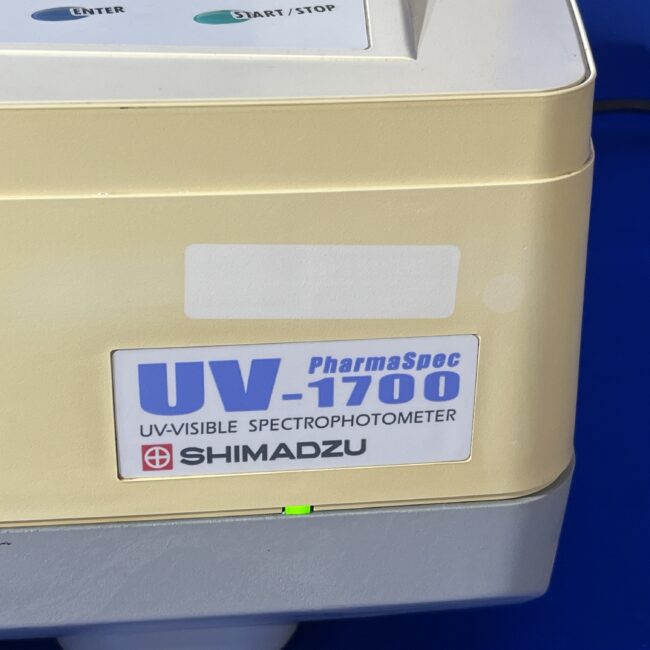 ENTER START/STOP
PharmaSpec
UV-1700
UV-VISIBLE SPECTROPHOTOMETER
SHIMADZU